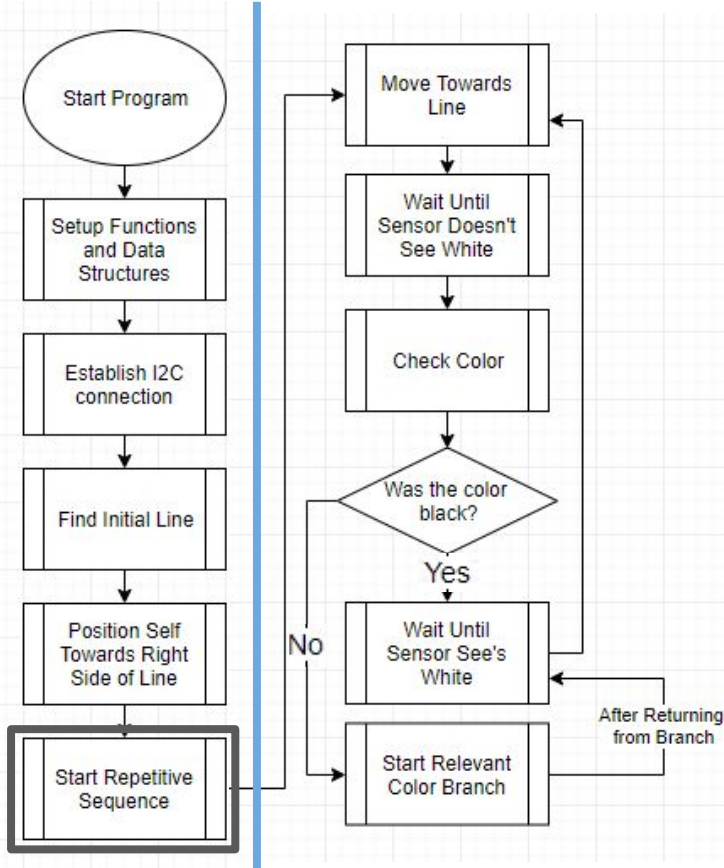 Start Program
Setup Functions
and Data
Structures
Establish I2C
connection
Find Initial Line
Position Self
Towards Right
Side of Line
Start Repetitive
Sequence
Move Towards
Line
Wait Until
Sensor Doesn't
See White
Check Color
Was the color
black?
Yes
No
Wait Until
Sensor See's
White
Start Relevant
Color Branch
After Returning
from Branch